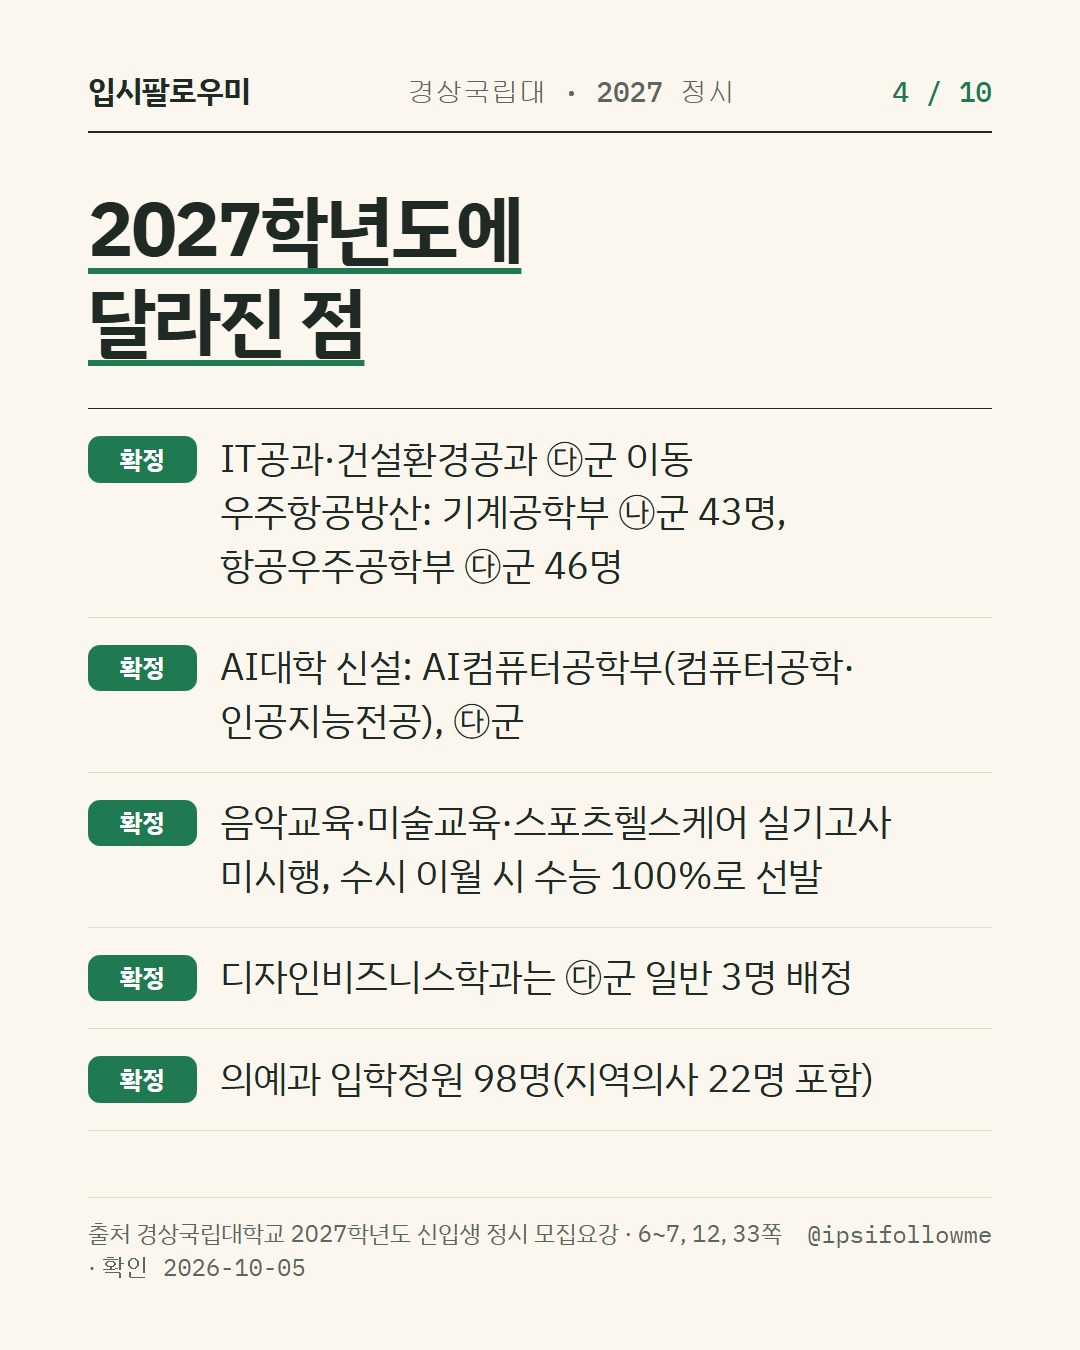 입시팔로우미
경상국립대 · 2027 정시
4 / 10
2027학년도에
달라진 점
확정
IT공과·건설환경공과 ㉰군 이동
우주항공방산: 기계공학부 ㉯군 43명,
항공우주공학부 ㉰군 46명
확정
AI대학 신설: AI컴퓨터공학부(컴퓨터공학·
인공지능전공), ㉰군
확정
음악교육·미술교육·스포츠헬스케어 실기고사
미시행, 수시 이월 시 수능 100%로 선발
확정
디자인비즈니스학과는 ㉰군 일반 3명 배정
확정
의예과 입학정원 98명(지역의사 22명 포함)
출처 경상국립대학교 2027학년도 신입생 정시 모집요강 · 6~7, 12, 33쪽
· 확인 2026-10-05
@ipsifollowme